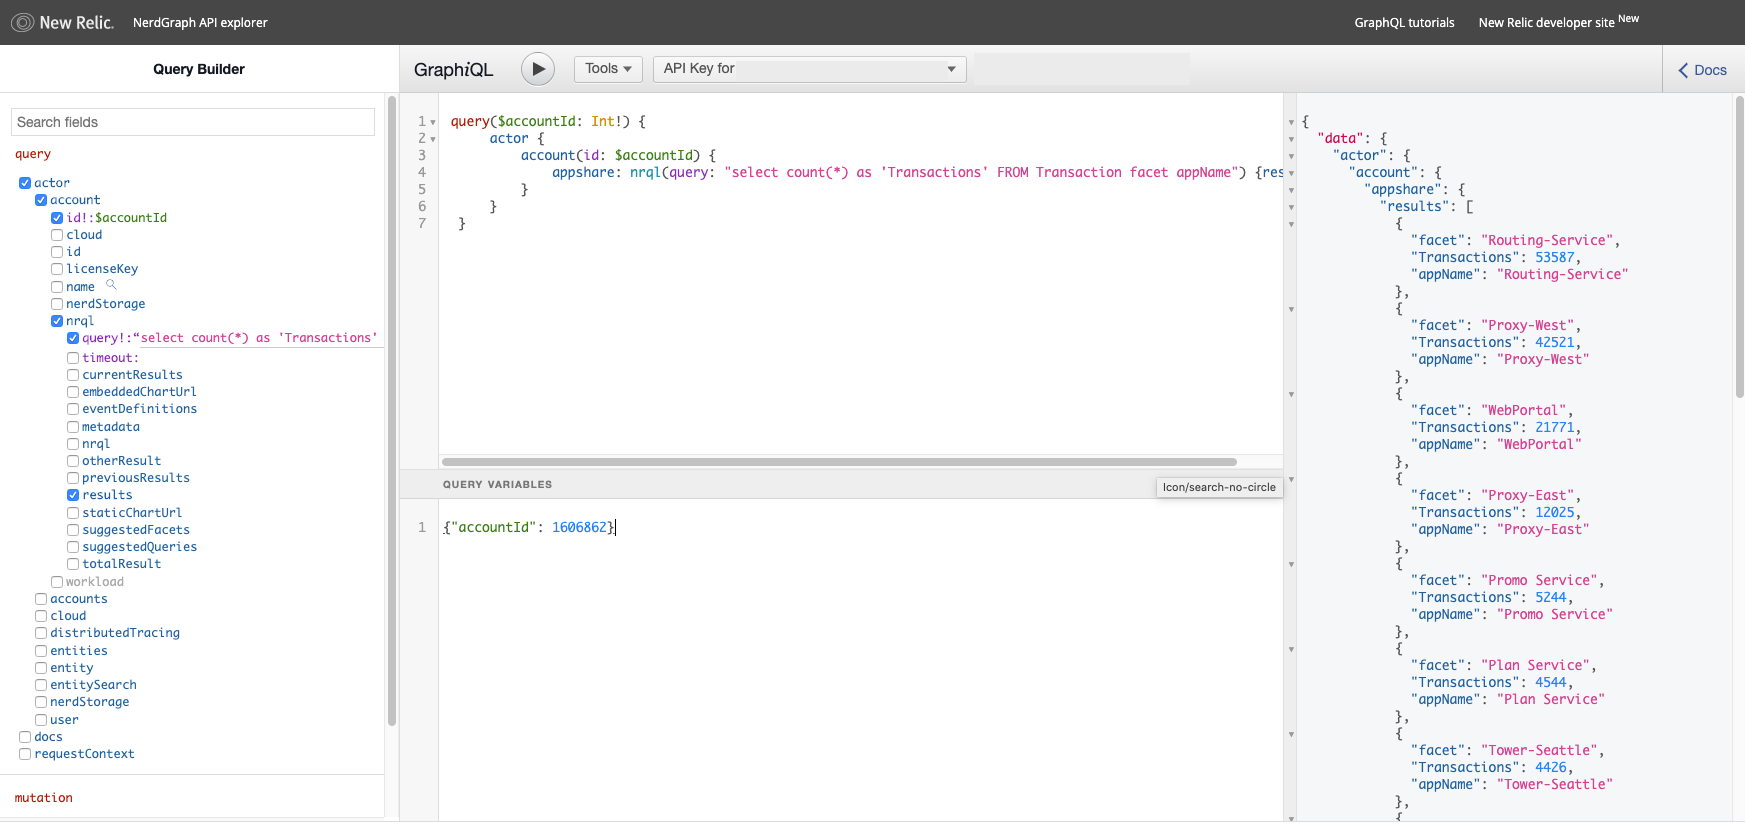 New Relic. NerdGraph API explorer GraphQL tutorials New Relic developer site New
Query Builder
GraphiQL Tools API Key for Docs
Search fields
query
actor
account
id!:$accountId
cloud
id
licenseKey
name
nerdStorage
nrql
query!:“select count(*) as 'Transactions'
timeout:
currentResults
embeddedChartUrl
eventDefinitions
metadata
nrql
otherResult
previousResults
results
staticChartUrl
suggestedFacets
suggestedQueries
totalResult
workload
accounts
cloud
distributedTracing
entities
entity
entitySearch
nerdStorage
user
docs
requestContext
mutation
1 query($accountId: Int!) {
2 actor {
3 account(id: $accountId) {
4 appshare: nrql(query: "select count(*) as 'Transactions' FROM Transaction facet appName") {res
5 }
6 }
7 }
QUERY VARIABLES
Icon/search-no-circle
1 {"accountId": 1606862}
{
"data": {
"actor": {
"account": {
"appshare": {
"results": [
{
"facet": "Routing-Service",
"Transactions": 53587,
"appName": "Routing-Service"
},
{
"facet": "Proxy-West",
"Transactions": 42521,
"appName": "Proxy-West"
},
{
"facet": "WebPortal",
"Transactions": 21771,
"appName": "WebPortal"
},
{
"facet": "Proxy-East",
"Transactions": 12025,
"appName": "Proxy-East"
},
{
"facet": "Promo Service",
"Transactions": 5244,
"appName": "Promo Service"
},
{
"facet": "Plan Service",
"Transactions": 4544,
"appName": "Plan Service"
},
{
"facet": "Tower-Seattle",
"Transactions": 4426,
"appName": "Tower-Seattle"
},
{